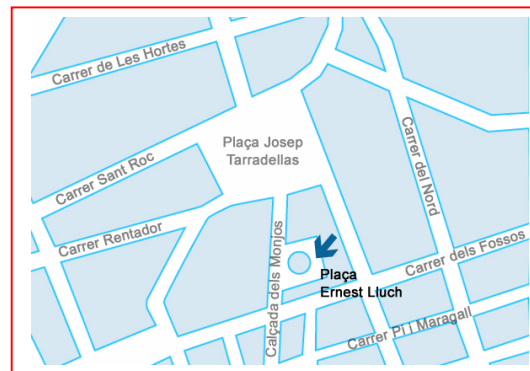 Carrer de Les Hortes
Plaça Josep
Tarradellas
Carrer del Nord
Carrer Sant Roc
Carrer Rentador
Calçada dels Monjos
Carrer dels Fossos
Plaça
Ernest Lluch
Carrer Pi i Maragall